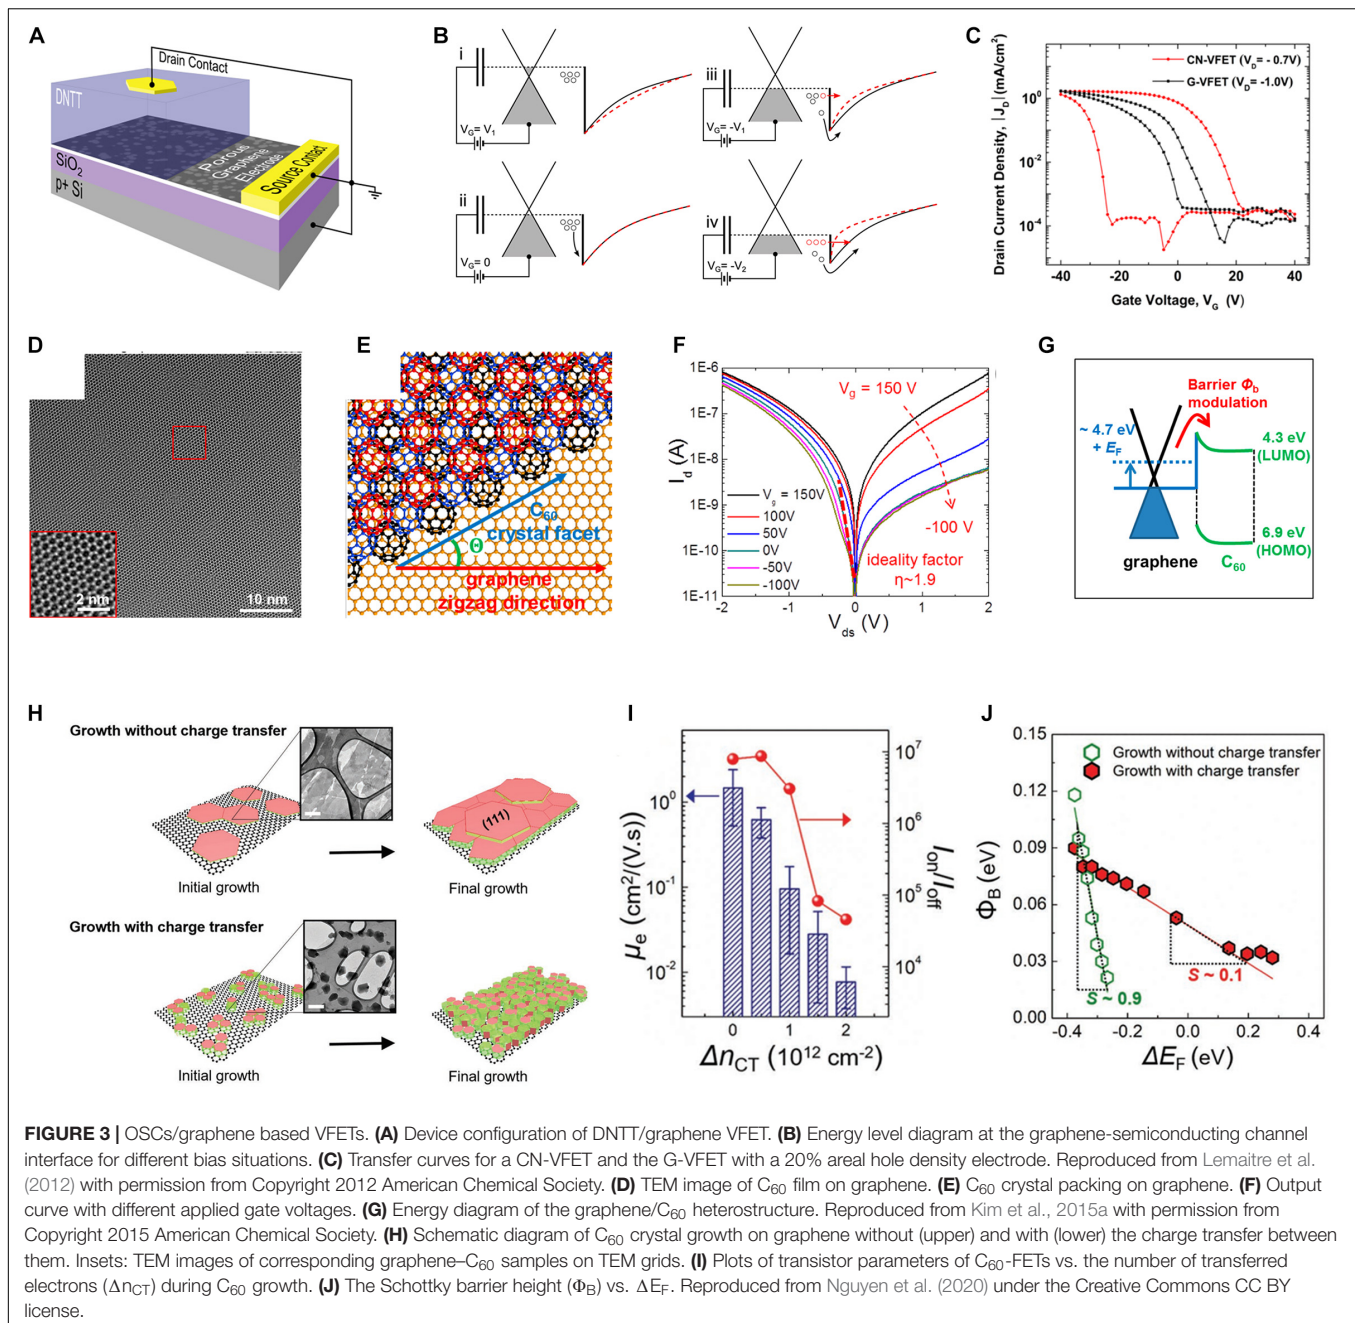 A
Drain Contact
DNTT
Porous
Graphene
Electrode
Source Contact
SiO2
p+ Si
B
i
VG= V1
ii
VG= 0
iii
VG= -V1
iv
VG= -V2
C
CN-VFET (VD= - 0.7V)
G-VFET (VD= -1.0V)
Drain Current Density, |JD| (mA/cm²)
10²
10⁰
10⁻²
10⁻⁴
-40 -20 0 20 40
Gate Voltage, VG (V)
D
2 nm
10 nm
E
C60
crystal facet
Θ
graphene
zigzag direction
F
Id (A)
1E-6
1E-7
1E-8
1E-9
1E-10
1E-11
Vg = 150 V
Vg = 150V
100V
50V
0V
-50V
-100V
-100 V
ideality factor
η~1.9
-2 -1 0 1 2
Vds (V)
G
Barrier Φb
modulation
~ 4.7 eV
+ EF
4.3 eV
(LUMO)
6.9 eV
(HOMO)
graphene
C60
H
Growth without charge transfer
(111)
Initial growth
Final growth
Growth with charge transfer
Initial growth
Final growth
I
μe (cm²/(V.s))
10⁰
10⁻¹
10⁻²
10⁷
10⁶
10⁵
10⁴
Ion/Ioff
0 1 2
ΔnCT (10¹² cm⁻²)
J
ΦB (eV)
0.15
0.12
0.09
0.06
0.03
0.00
Growth without charge transfer
Growth with charge transfer
S ~ 0.9
S ~ 0.1
-0.4 -0.2 0.0 0.2 0.4
ΔEF (eV)
FIGURE 3 | OSCs/graphene based VFETs. (A) Device configuration of DNTT/graphene VFET. (B) Energy level diagram at the graphene-semiconducting channel
interface for different bias situations. (C) Transfer curves for a CN-VFET and the G-VFET with a 20% areal hole density electrode. Reproduced from Lemaitre et al.
(2012) with permission from Copyright 2012 American Chemical Society. (D) TEM image of C60 film on graphene. (E) C60 crystal packing on graphene. (F) Output
curve with different applied gate voltages. (G) Energy diagram of the graphene/C60 heterostructure. Reproduced from Kim et al., 2015a with permission from
Copyright 2015 American Chemical Society. (H) Schematic diagram of C60 crystal growth on graphene without (upper) and with (lower) the charge transfer between
them. Insets: TEM images of corresponding graphene–C60 samples on TEM grids. (I) Plots of transistor parameters of C60-FETs vs. the number of transferred
electrons (ΔnCT) during C60 growth. (J) The Schottky barrier height (ΦB) vs. ΔEF. Reproduced from Nguyen et al. (2020) under the Creative Commons CC BY
license.